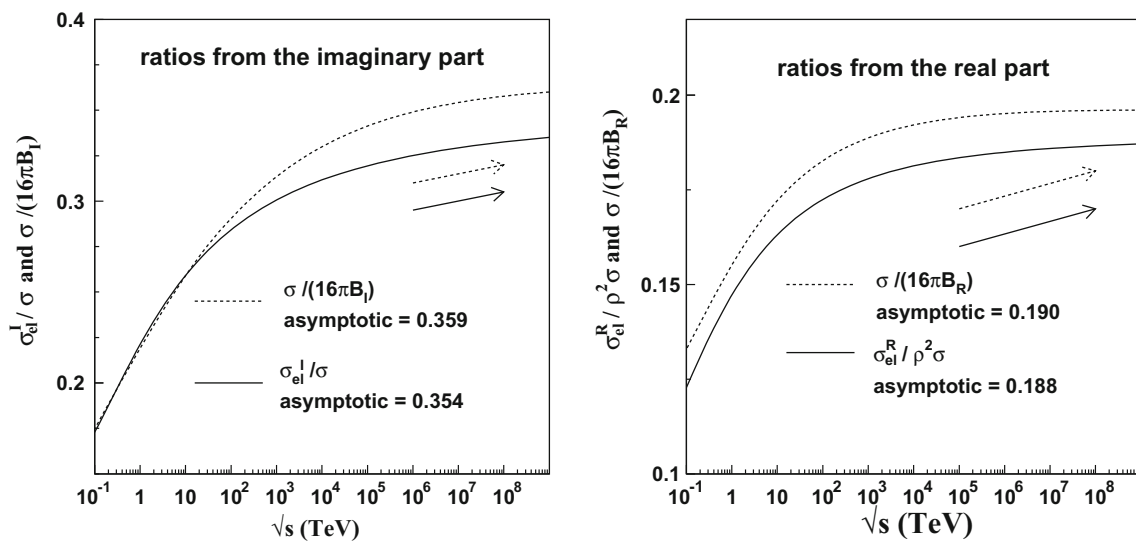 ratios from the imaginary part
0.4
0.3
0.2
σ_el^I / σ and σ /(16πB_I)
σ /(16πB_I)
asymptotic = 0.359
σ_el^I /σ
asymptotic = 0.354
10^-1 1 10 10^2 10^3 10^4 10^5 10^6 10^7 10^8
√s (TeV)
ratios from the real part
0.2
0.15
0.1
σ_el^R / ρ^2 σ and σ /(16πB_R)
σ /(16πB_R)
asymptotic = 0.190
σ_el^R / ρ^2 σ
asymptotic = 0.188
10^-1 1 10 10^2 10^3 10^4 10^5 10^6 10^7 10^8
√s (TeV)